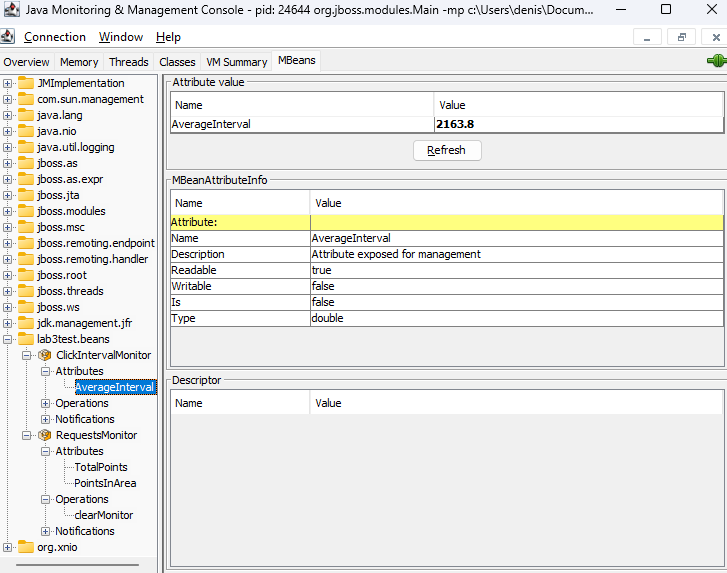 Java Monitoring & Management Console - pid: 24644 org.jboss.modules.Main -mp c:\Users\denis\Docum...
Connection Window Help
Overview Memory Threads Classes VM Summary MBeans
JMImplementation
com.sun.management
java.lang
java.nio
java.util.logging
jboss.as
jboss.as.expr
jboss.jta
jboss.modules
jboss.msc
jboss.remoting.endpoint
jboss.remoting.handler
jboss.root
jboss.threads
jboss.ws
jdk.management.jfr
lab3test.beans
ClickIntervalMonitor
Attributes
AverageInterval
Operations
Notifications
RequestsMonitor
Attributes
TotalPoints
PointsInArea
Operations
clearMonitor
Notifications
org.xnio
Attribute value
Name Value
AverageInterval 2163.8
Refresh
MBeanAttributeInfo
Name Value
Attribute:
Name AverageInterval
Description Attribute exposed for management
Readable true
Writable false
Is false
Type double
Descriptor
Name Value